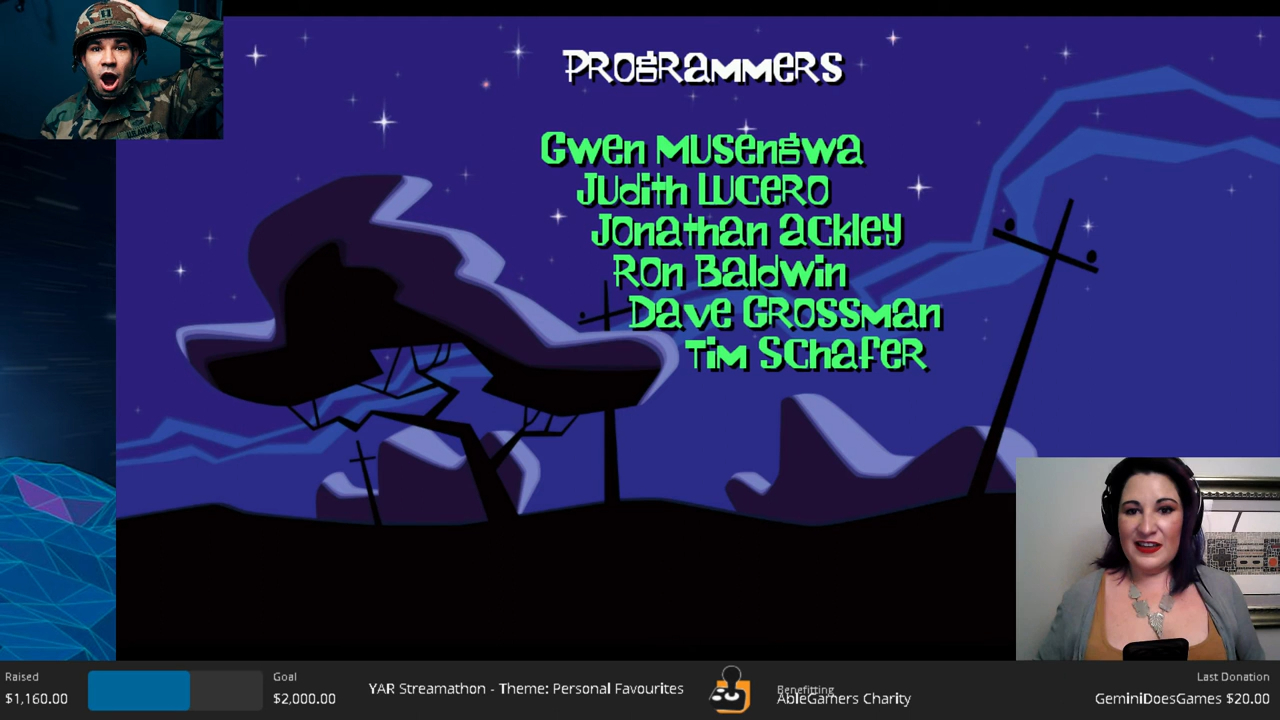 Programmers
Gwen Musengwa
Judith Lucero
Jonathan Ackley
Ron Baldwin
Dave Grossman
Tim Schafer
Raised
$1,160.00
Goal
$2,000.00
YAR Streamathon - Theme: Personal Favourites
Benefitting
AbleGamers Charity
Last Donation
GeminiDoesGames $20.00